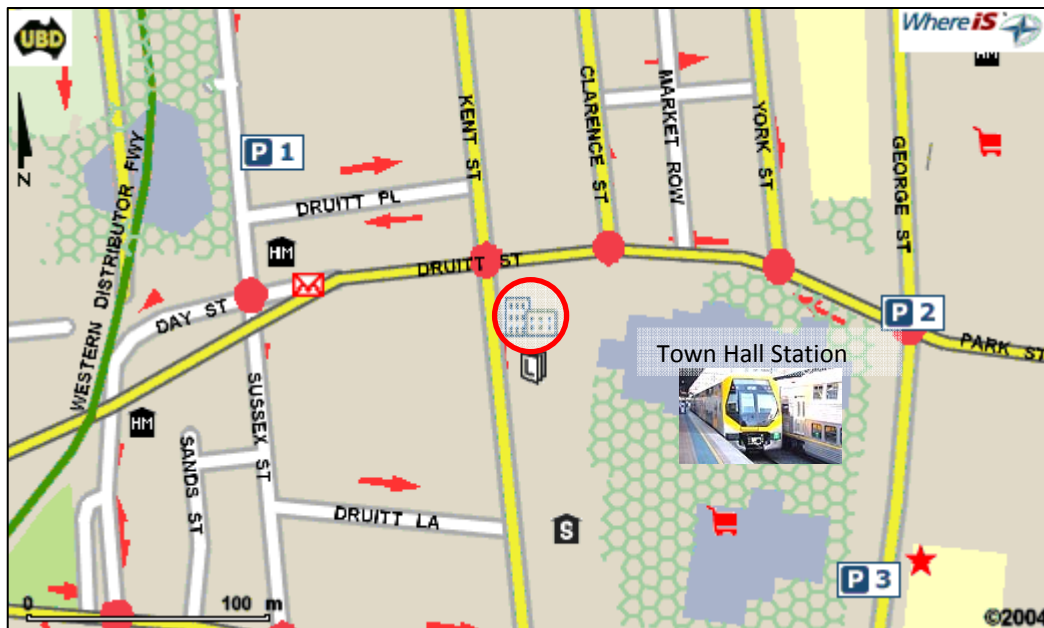 UBD
WhereiS
HM
P 1
KENT ST
CLARENCE ST
MARKET ROW
YORK ST
GEORGE ST
WESTERN DISTRIBUTOR FWY
N
DRUITT PL
HM
DRUITT ST
DAY ST
P 2
PARK ST
Town Hall Station
L
HM
SUSSEX ST
SANDS ST
DRUITT LA
S
P 3
0 100 m
©2004